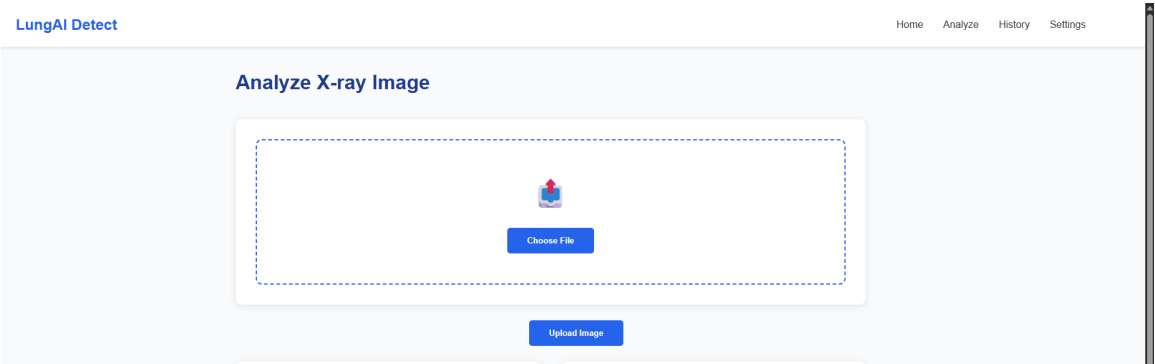 LungAI Detect
Home Analyze History Settings
Analyze X-ray Image
Choose File
Upload Image